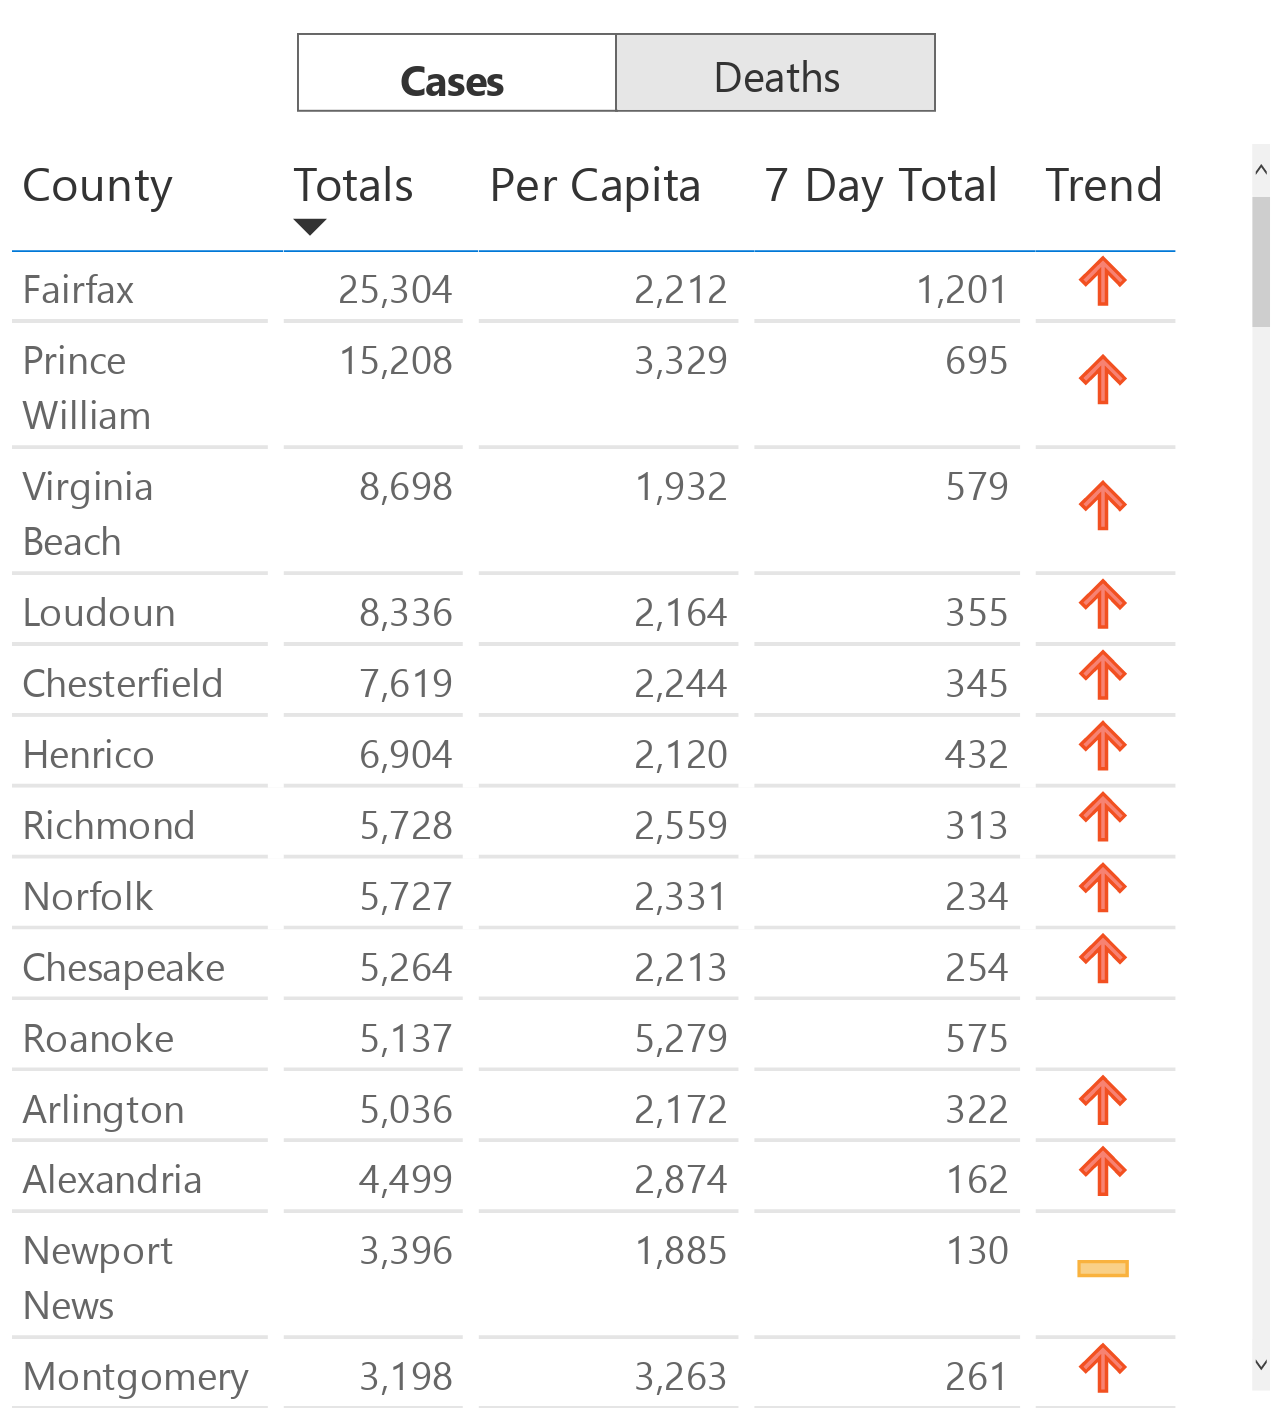 Cases Deaths
County Totals Per Capita 7 Day Total Trend
Fairfax 25,304 2,212 1,201
Prince 15,208 3,329 695
William
Virginia 8,698 1,932 579
Beach
Loudoun 8,336 2,164 355
Chesterfield 7,619 2,244 345
Henrico 6,904 2,120 432
Richmond 5,728 2,559 313
Norfolk 5,727 2,331 234
Chesapeake 5,264 2,213 254
Roanoke 5,137 5,279 575
Arlington 5,036 2,172 322
Alexandria 4,499 2,874 162
Newport 3,396 1,885 130
News
Montgomery 3,198 3,263 261